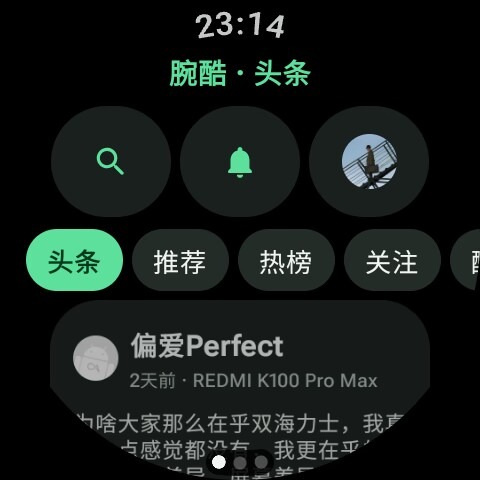 23:14
腕酷 · 头条
头条 推荐 热榜 关注
偏爱Perfect
2天前 · REDMI K100 Pro Max
为啥大家那么在乎双海力士，我真
点感觉都没有，我更在乎